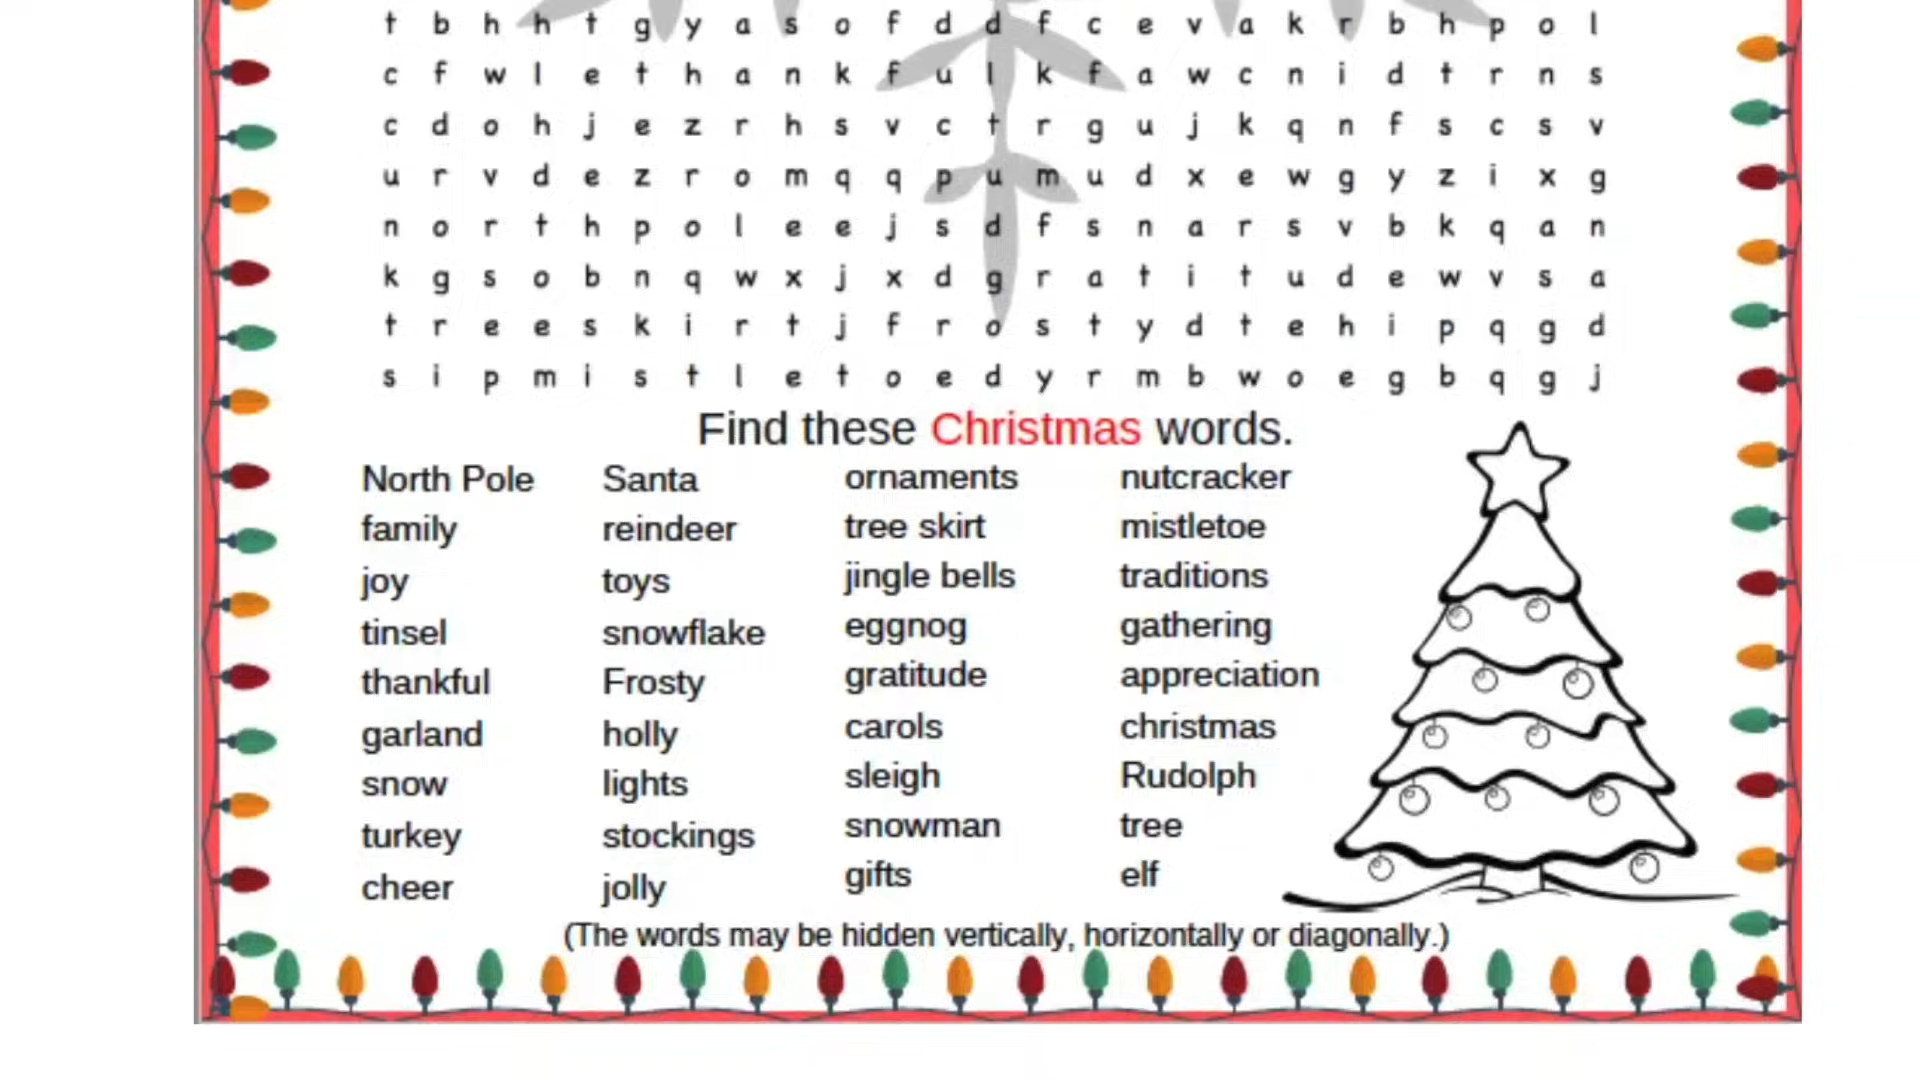 t b h h t g y a s o f d d f c e v a k r b h p o l
c f w l e t h a n k f u l k f a w c n i d t r n s
c d o h j e z r h s v c t r g u j k q n f s c s v
u r v d e z r o m q q p u m u d x e w g y z i x g
n o r t h p o l e e j s d f s n a r s v b k q a n
k g s o b n q w x j x d g r a t i t u d e w v s a
t r e e s k i r t j f r o s t y d t e h i p q g d
s i p m i s t l e t o e d y r m b w o e g b q g j
Find these Christmas words.
North Pole Santa ornaments nutcracker
family reindeer tree skirt mistletoe
joy toys jingle bells traditions
tinsel snowflake eggnog gathering
thankful Frosty gratitude appreciation
garland holly carols christmas
snow lights sleigh Rudolph
turkey stockings snowman tree
cheer jolly gifts elf
(The words may be hidden vertically, horizontally or diagonally.)